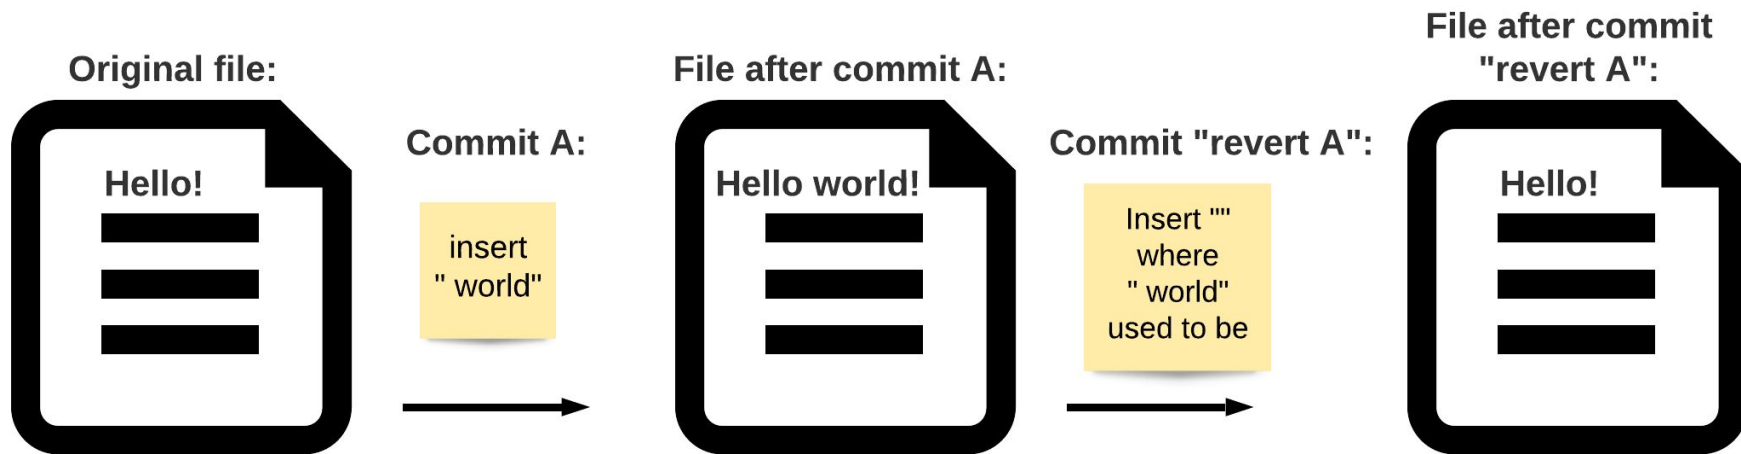 Original file:
Hello!
Commit A:
insert
" world"
File after commit A:
Hello world!
Commit "revert A":
Insert ""
where
" world"
used to be
File after commit
"revert A":
Hello!